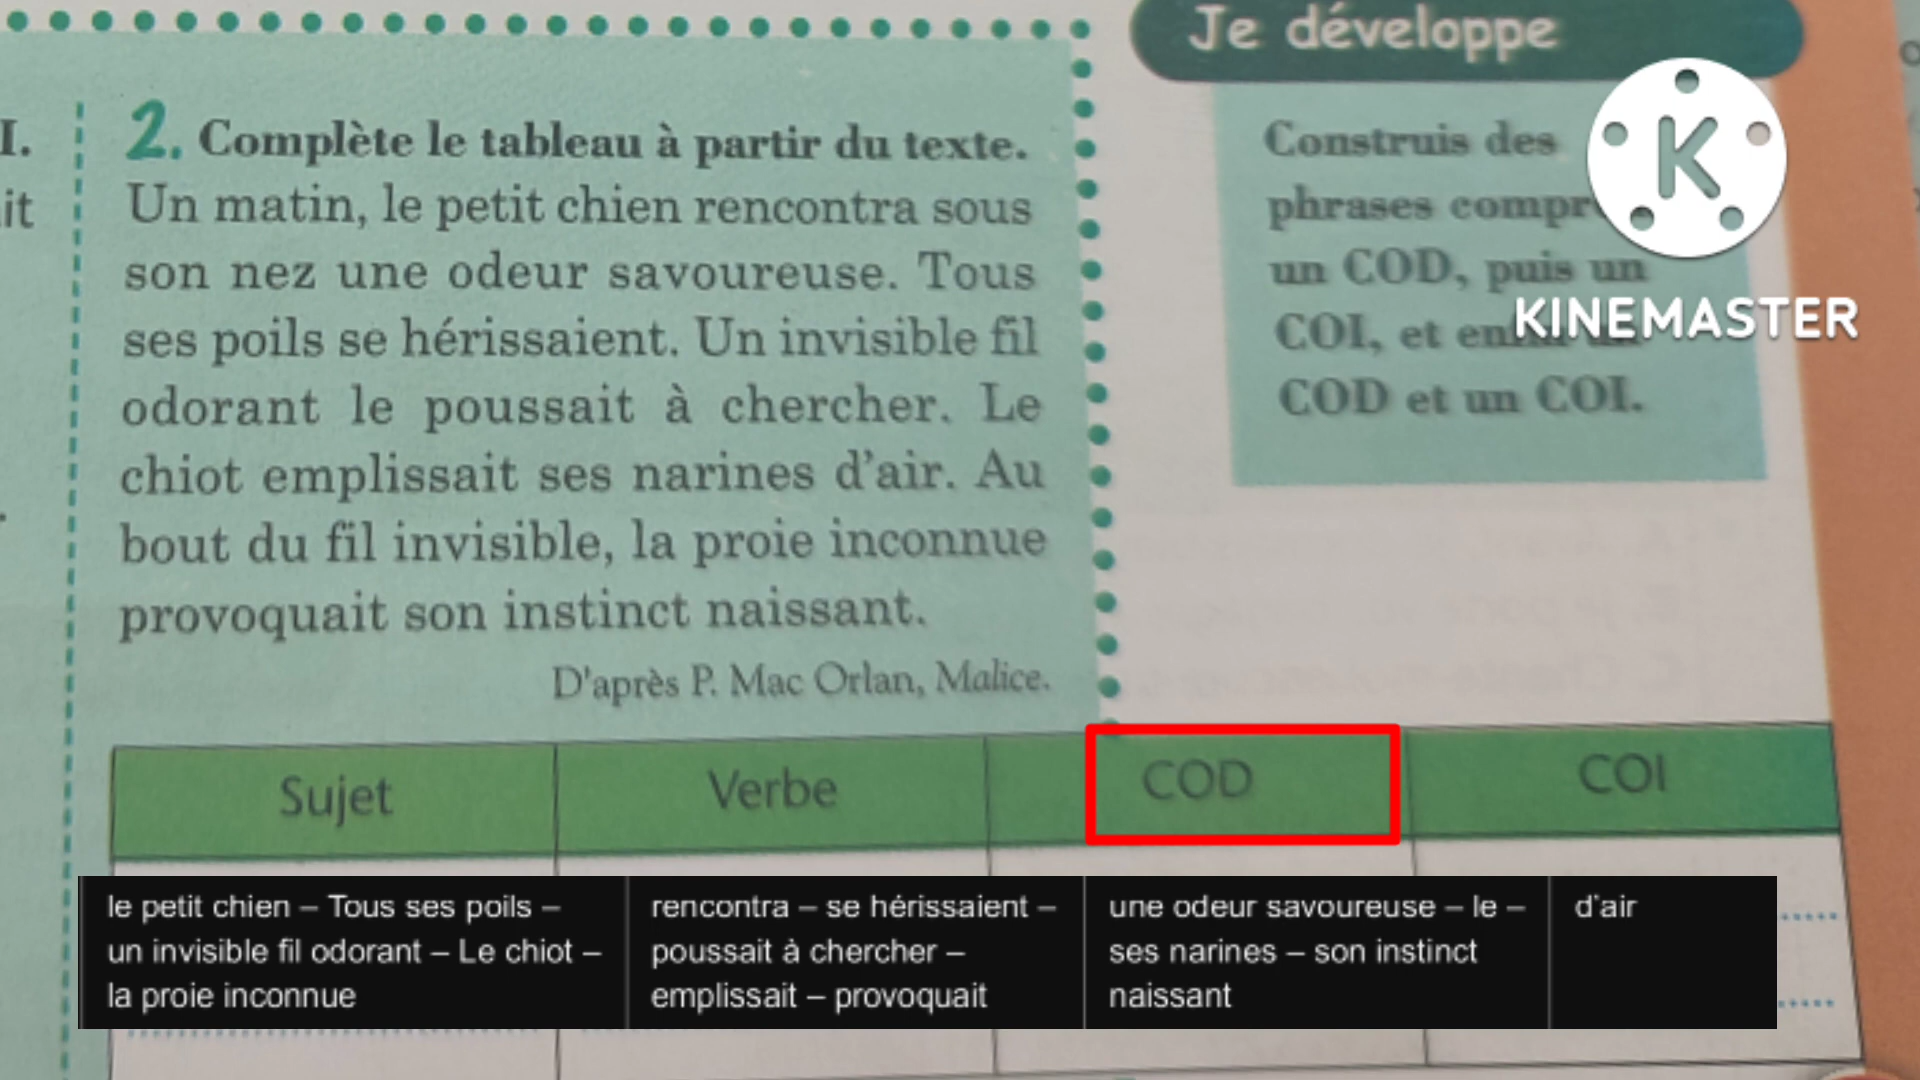 Je développe
I.
it
2. Complète le tableau à partir du texte.
Un matin, le petit chien rencontra sous
son nez une odeur savoureuse. Tous
ses poils se hérissaient. Un invisible fil
odorant le poussait à chercher. Le
chiot emplissait ses narines d'air. Au
bout du fil invisible, la proie inconnue
provoquait son instinct naissant.
D'après P. Mac Orlan, Malice.
Construis des
phrases
un COD, puis un
COI, et
COD et un COI.
K
KINEMASTER
Sujet Verbe COD COI
le petit chien – Tous ses poils –
un invisible fil odorant – Le chiot –
la proie inconnue
rencontra – se hérissaient –
poussait à chercher –
emplissait – provoquait
une odeur savoureuse – le –
ses narines – son instinct
naissant
d'air